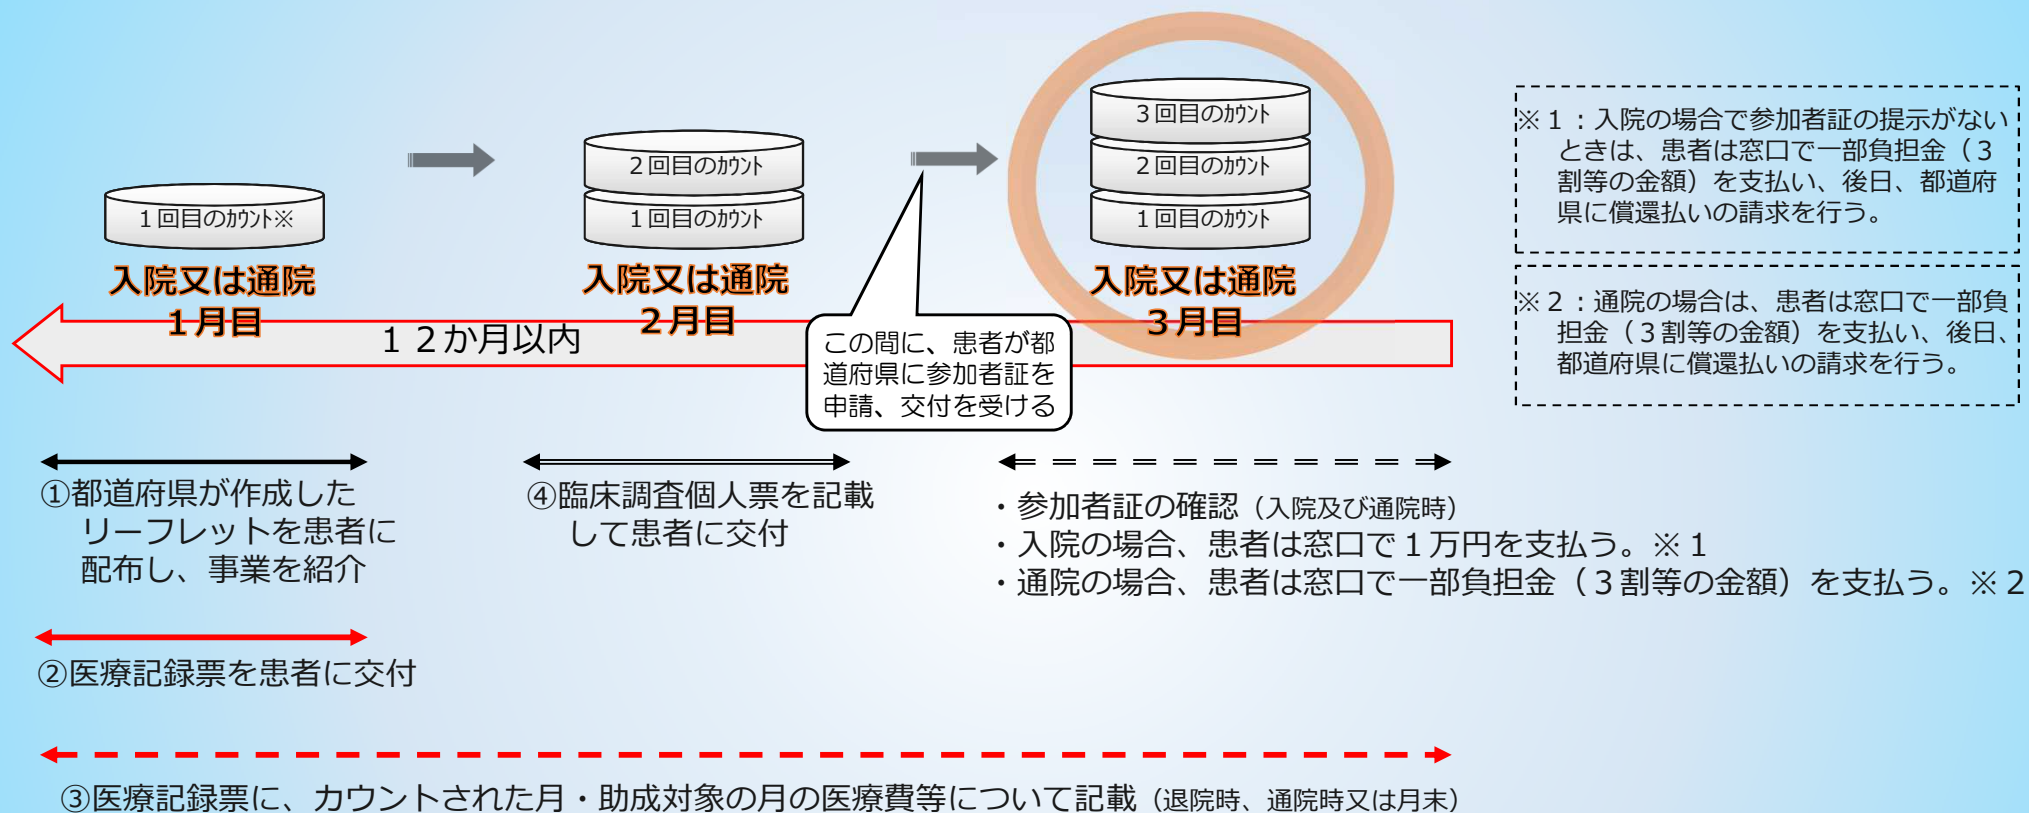 1回目のカウント※
入院又は通院
1月目
2回目のカウント
1回目のカウント
入院又は通院
2月目
3回目のカウント
2回目のカウント
1回目のカウント
入院又は通院
3月目
12か月以内
この間に、患者が都
道府県に参加者証を
申請、交付を受ける
※1：入院の場合で参加者証の提示がない
ときは、患者は窓口で一部負担金（3
割等の金額）を支払い、後日、都道府
県に償還払いの請求を行う。
※2：通院の場合は、患者は窓口で一部負
担金（3割等の金額）を支払い、後日、
都道府県に償還払いの請求を行う。
①都道府県が作成した
リーフレットを患者に
配布し、事業を紹介
④臨床調査個人票を記載
して患者に交付
・参加者証の確認（入院及び通院時）
・入院の場合、患者は窓口で1万円を支払う。※1
・通院の場合、患者は窓口で一部負担金（3割等の金額）を支払う。※2
②医療記録票を患者に交付
③医療記録票に、カウントされた月・助成対象の月の医療費等について記載（退院時、通院時又は月末）